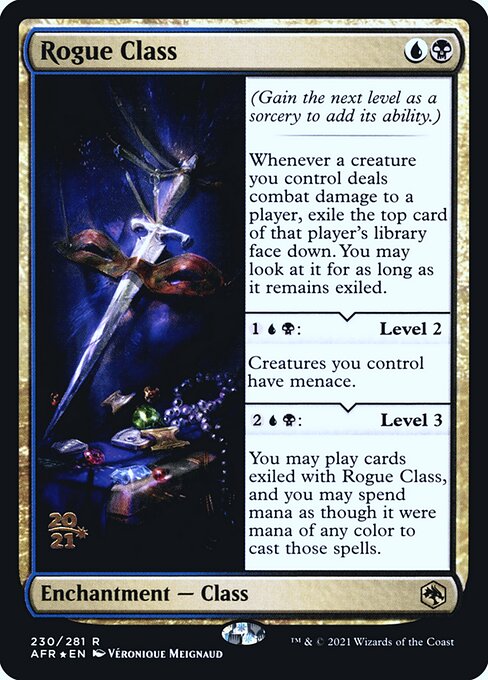 Rogue Class
(Gain the next level as a
sorcery to add its ability.)
Whenever a creature
you control deals
combat damage to a
player, exile the top card
of that player's library
face down. You may
look at it for as long as
it remains exiled.
1 : Level 2
Creatures you control
have menace.
2 : Level 3
You may play cards
exiled with Rogue Class,
and you may spend
mana as though it were
mana of any color to
cast those spells.
20
21
Enchantment — Class
230/281 R
AFR★EN Véronique Meignaud
™ & © 2021 Wizards of the Coast